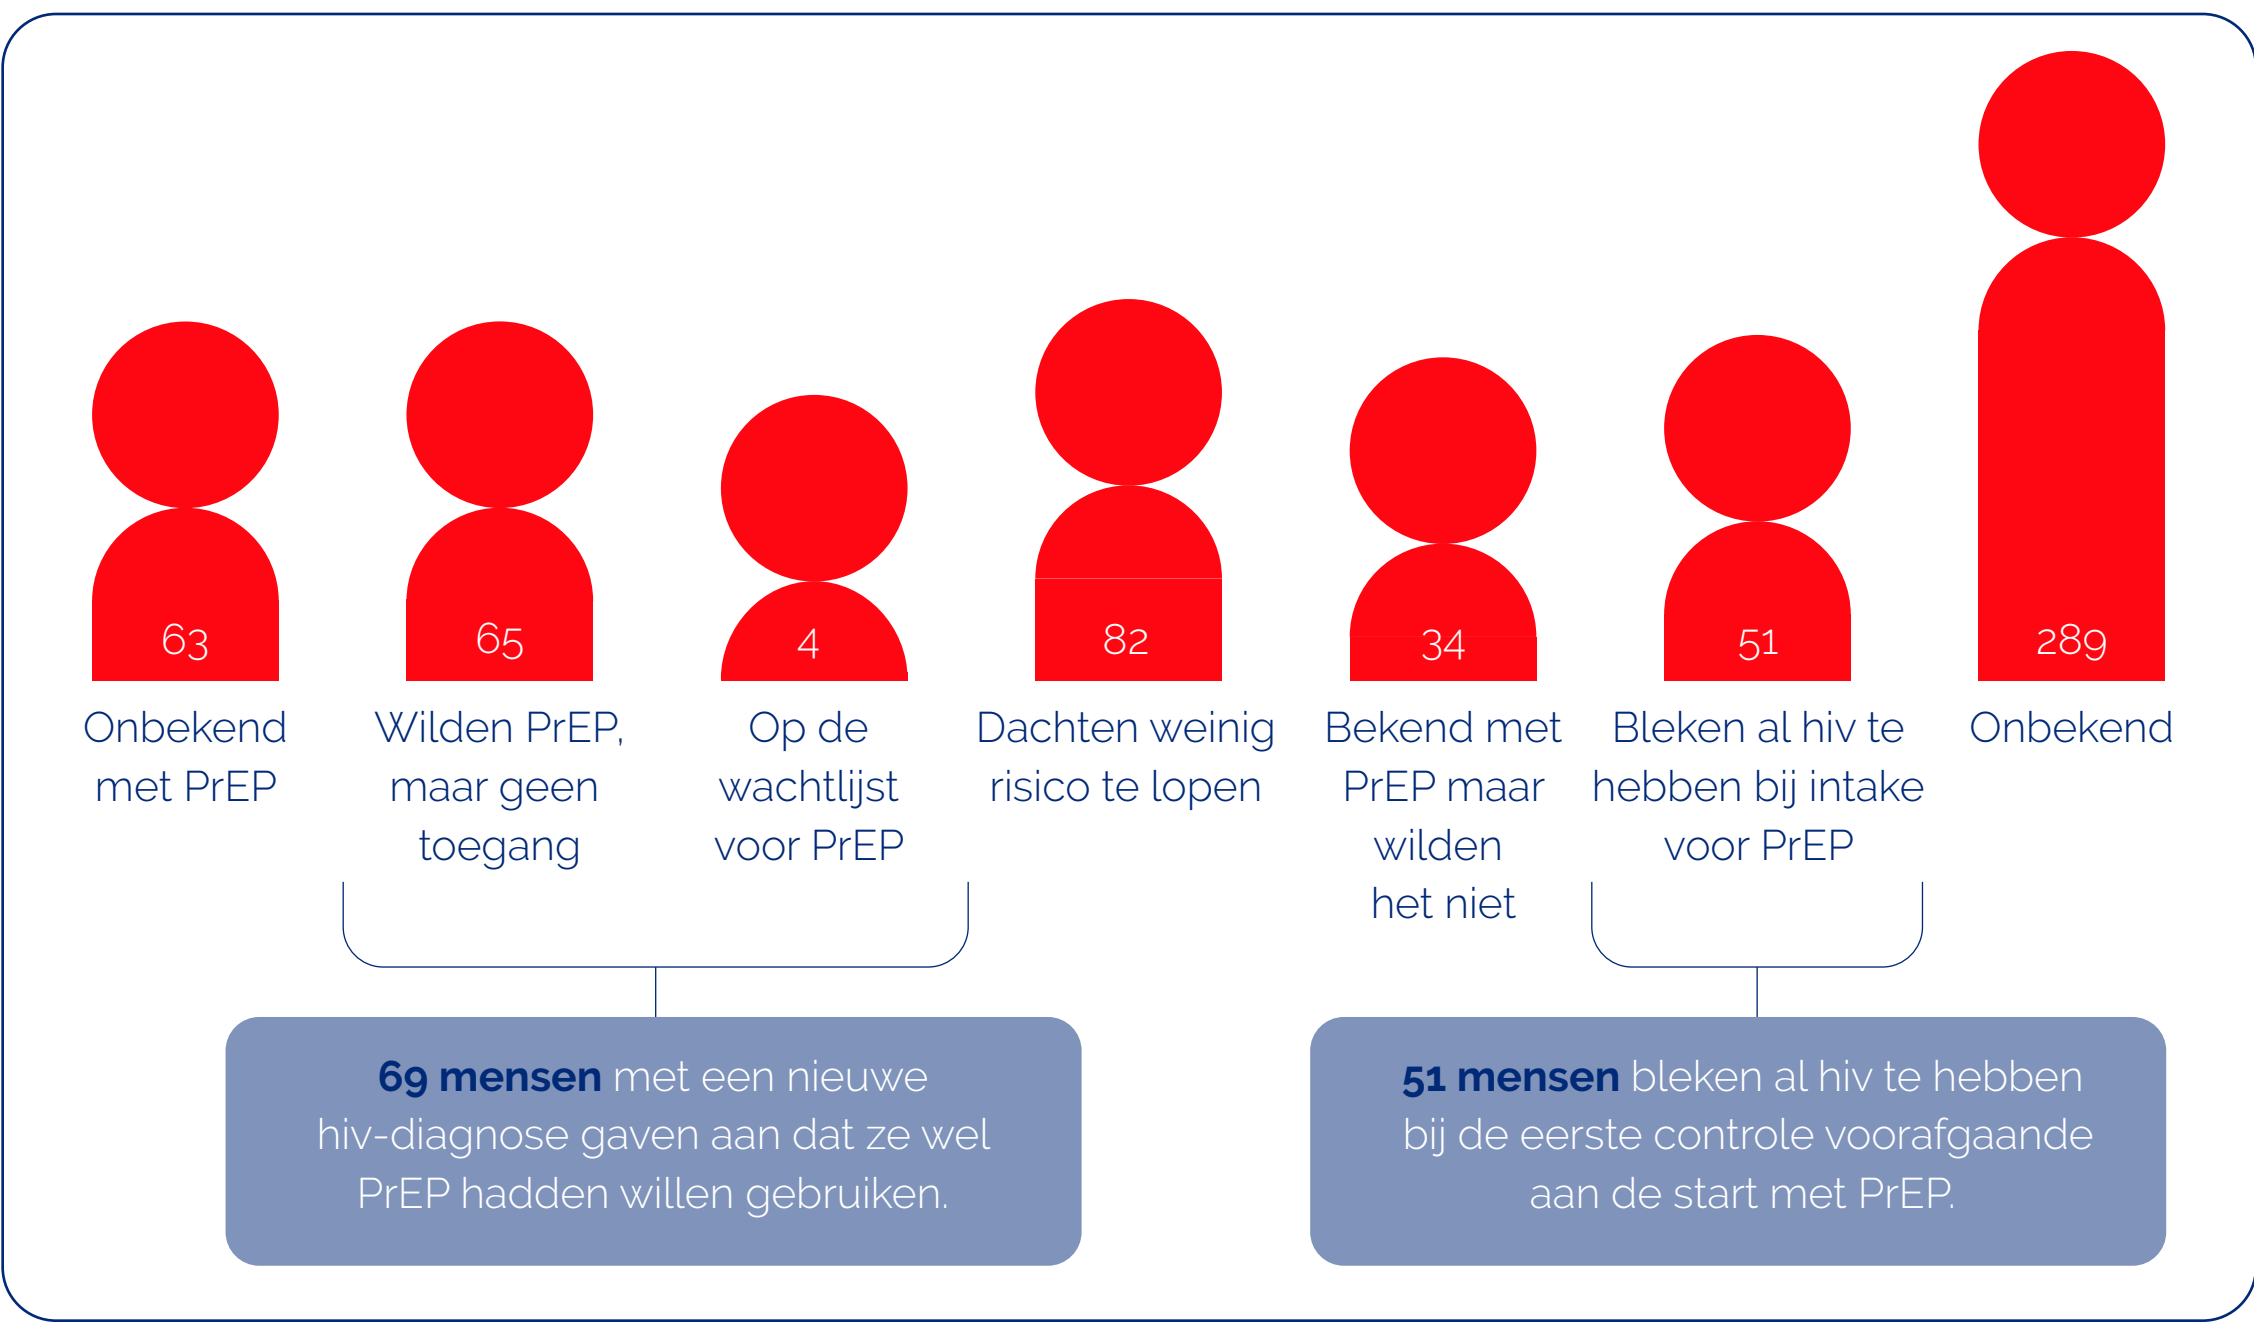 63
65
4
82
34
51
289
Onbekend
met PrEP
Wilden PrEP,
maar geen
toegang
Op de
wachtlijst
voor PrEP
Dachten weinig
risico te lopen
Bekend met
PrEP maar
wilden
het niet
Bleken al hiv te
hebben bij intake
voor PrEP
Onbekend
69 mensen met een nieuwe
hiv-diagnose gaven aan dat ze wel
PrEP hadden willen gebruiken.
51 mensen bleken al hiv te hebben
bij de eerste controle voorafgaande
aan de start met PrEP.